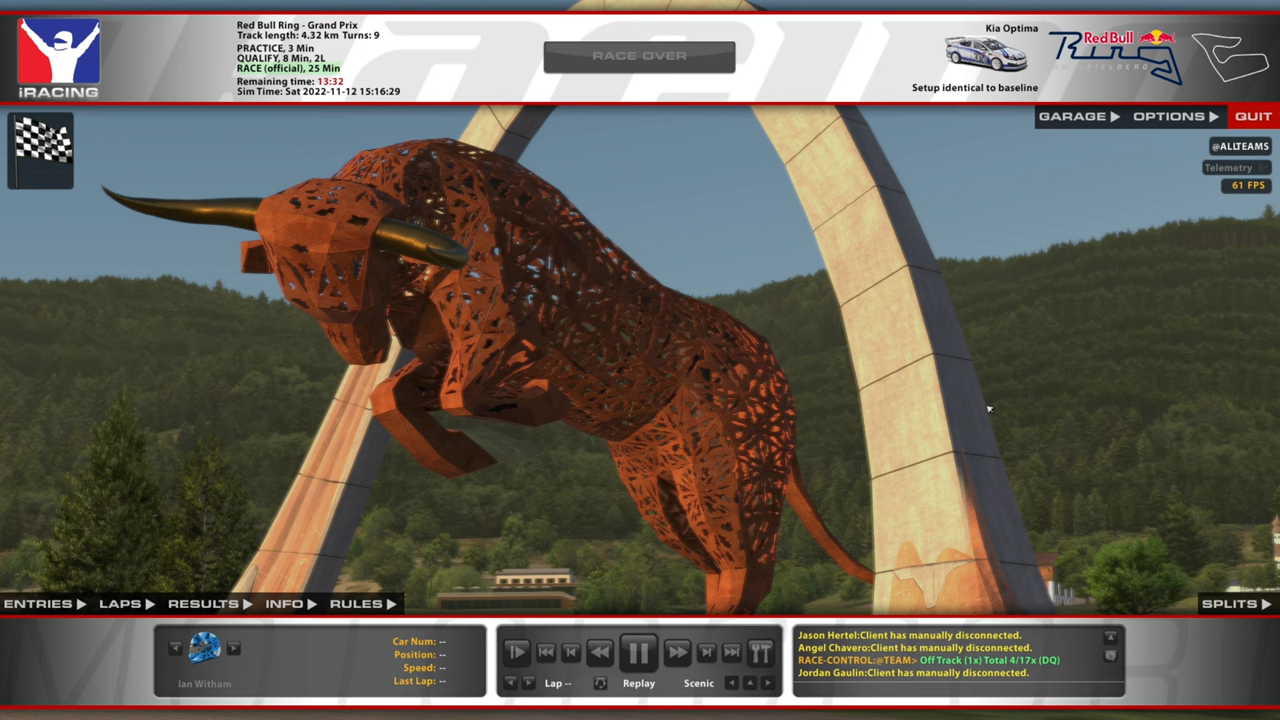 Red Bull Ring - Grand Prix
Track length: 4.32 km Turns: 9
PRACTICE, 3 Min
QUALIFY, 8 Min, 2L
RACE (official), 25 Min
Remaining time: 13:32
Sim Time: Sat 2022-11-12 15:16:29
iRACING
RACE OVER
Kia Optima
Setup identical to baseline
Red Bull
Ring
SPIELBERG
GARAGE OPTIONS QUIT
@ALLTEAMS
Telemetry
61 FPS
ENTRIES LAPS RESULTS INFO RULES
SPLITS
Ian Witham
Car Num: --
Position: --
Speed: --
Last Lap: --
Lap --
Replay
Scenic
Jason Hertel:Client has manually disconnected.
Angel Chavero:Client has manually disconnected.
RACE-CONTROL:@TEAM> Off Track (1x) Total 4/17x (DQ)
Jordan Gaulin:Client has manually disconnected.